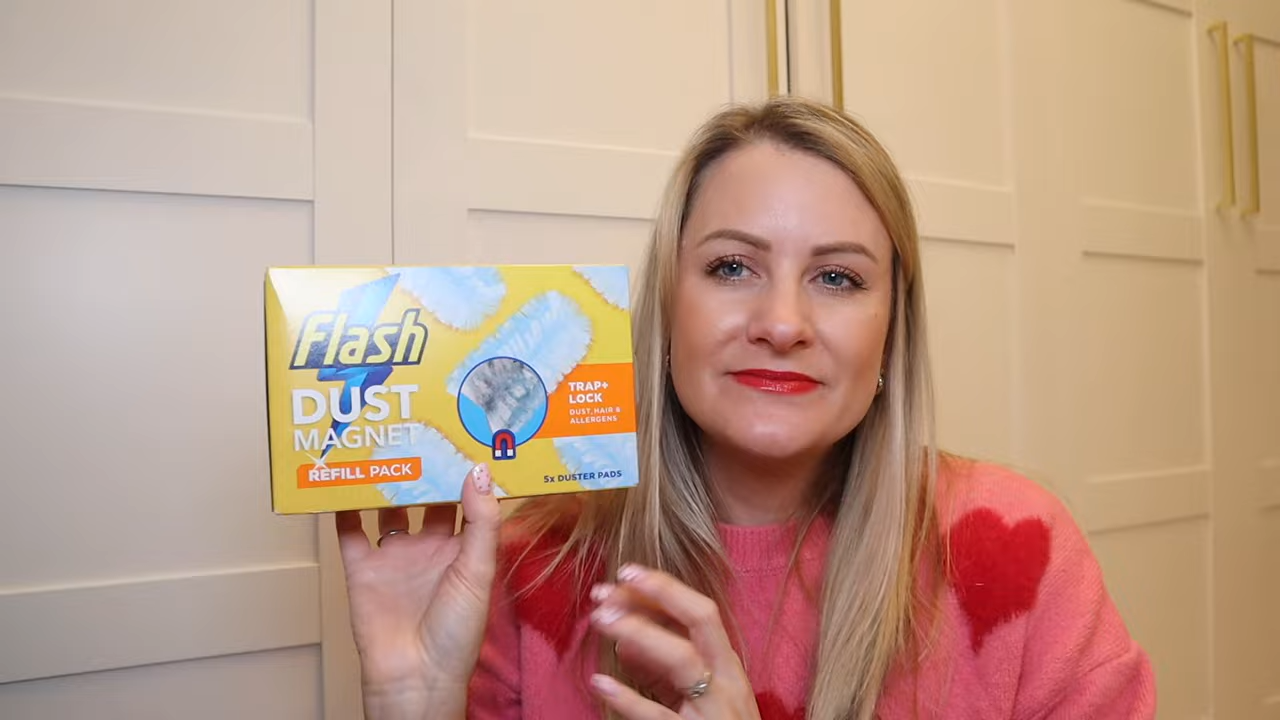 Flash
DUST
MAGNET
REFILL PACK
TRAP+
LOCK
DUST, HAIR &
ALLERGENS
5x DUSTER PADS